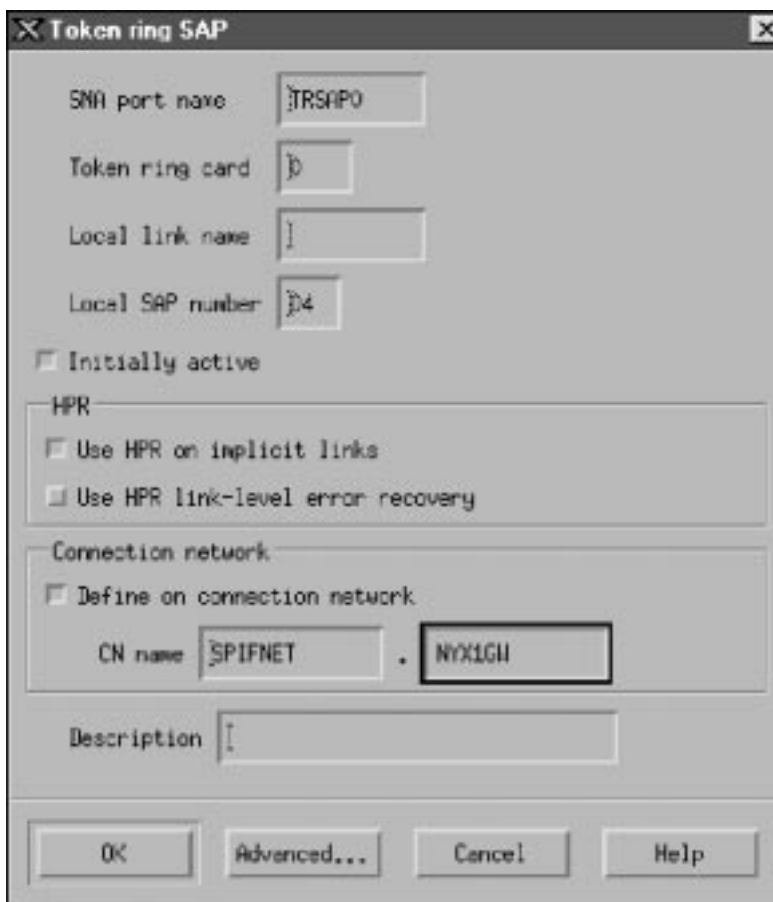 Token ring SAP
SNA port name TRSAP0
Token ring card 0
Local link name
Local SAP number 04
Initially active
HPR
Use HPR on implicit links
Use HPR link-level error recovery
Connection network
Define on connection network
CN name SPIFNET . NYX1GW
Description
OK Advanced... Cancel Help